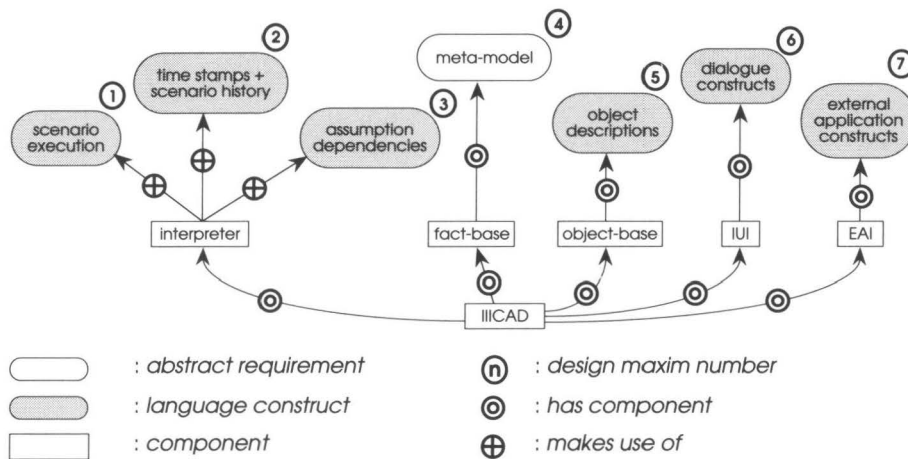 4
2
6
meta-model
time stamps +
scenario history
dialogue
constructs
5
7
1
3
object
descriptions
external
application
constructs
scenario
execution
assumption
dependencies
interpreter
fact-base
object-base
IUI
EAI
IIICAD
: abstract requirement
n : design maxim number
: language construct
: has component
: component
: makes use of